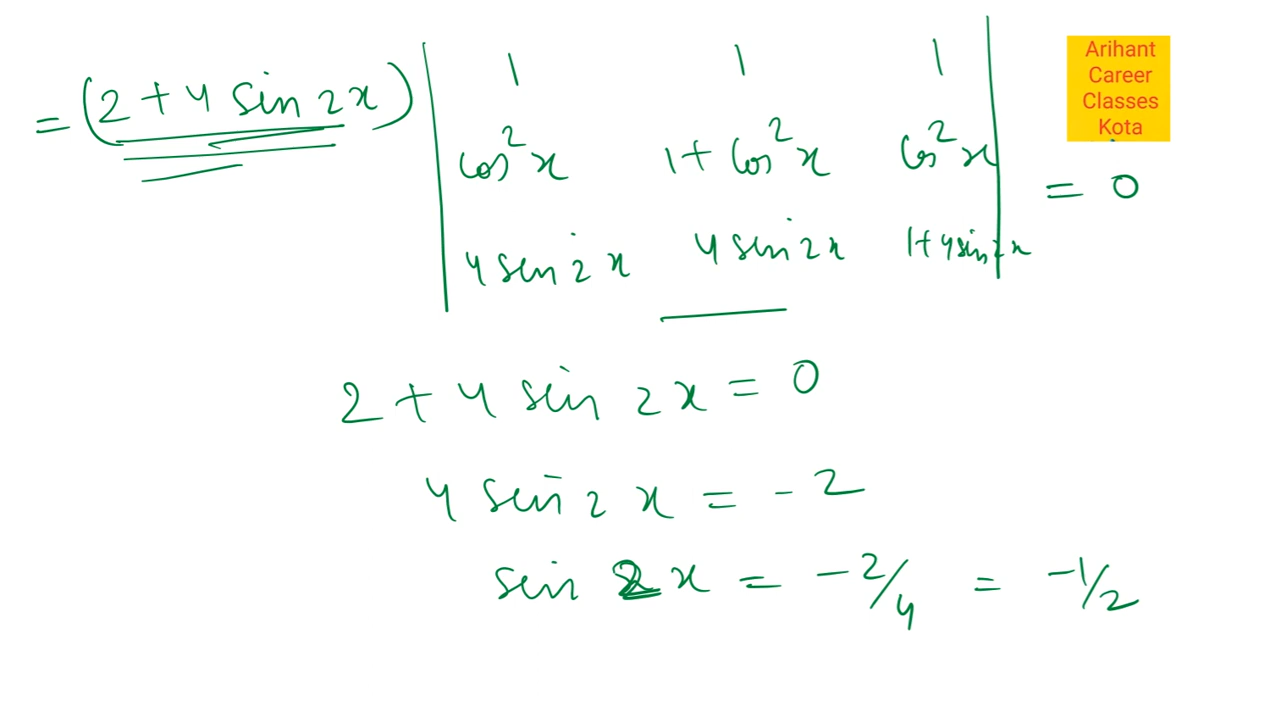 = (2 + 4 sin 2x) | 1 1 1 |
| cos²x 1 + cos²x cos²x | = 0
| 4 sin 2x 4 sin 2x 1 + 4 sin 2x |
2 + 4 sin 2x = 0
4 sin 2x = - 2
sin 2x = - 2/4 = - 1/2
Arihant
Career
Classes
Kota